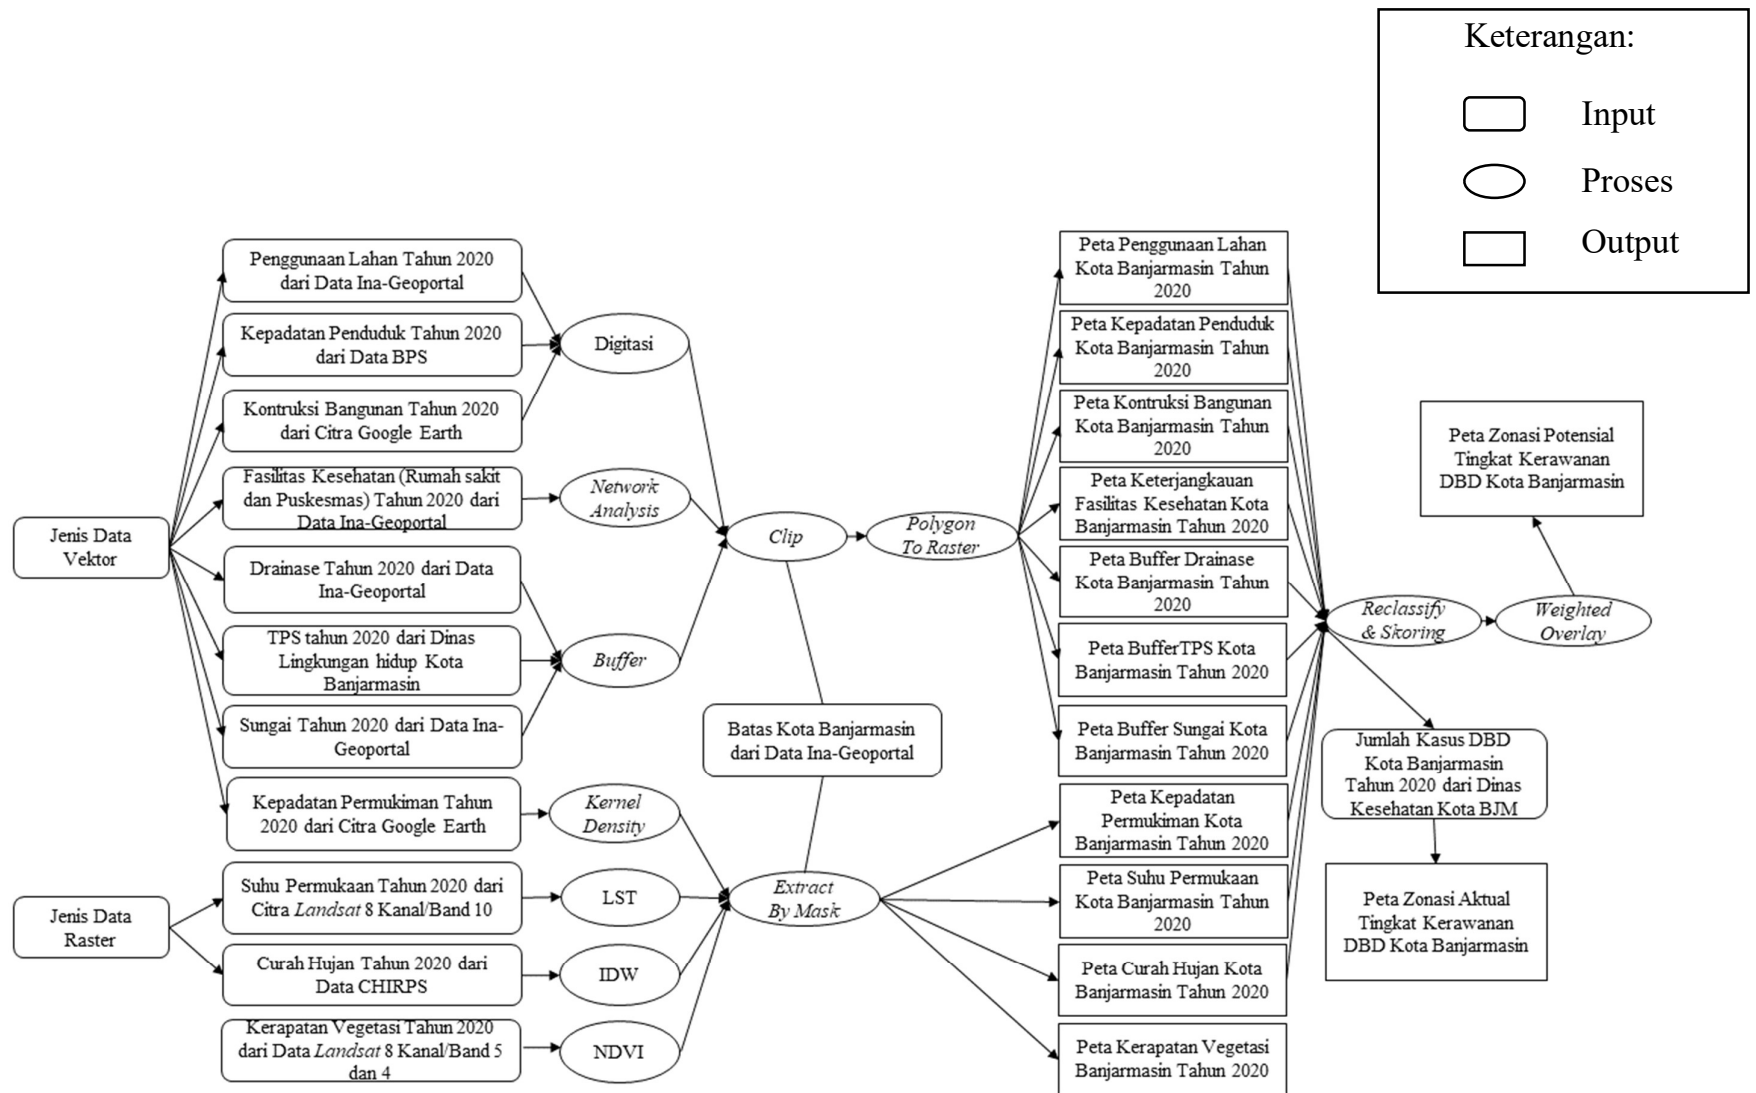 Keterangan:
Input
Proses
Output
Jenis Data
Vektor
Jenis Data
Raster
Penggunaan Lahan Tahun 2020
dari Data Ina-Geoportal
Kepadatan Penduduk Tahun 2020
dari Data BPS
Kontruksi Bangunan Tahun 2020
dari Citra Google Earth
Fasilitas Kesehatan (Rumah sakit
dan Puskesmas) Tahun 2020 dari
Data Ina-Geoportal
Drainase Tahun 2020 dari Data
Ina-Geoportal
TPS tahun 2020 dari Dinas
Lingkungan hidup Kota
Banjarmasin
Sungai Tahun 2020 dari Data Ina-
Geoportal
Kepadatan Permukiman Tahun
2020 dari Citra Google Earth
Suhu Permukaan Tahun 2020 dari
Citra Landsat 8 Kanal/Band 10
Curah Hujan Tahun 2020 dari
Data CHIRPS
Kerapatan Vegetasi Tahun 2020
dari Data Landsat 8 Kanal/Band 5
dan 4
Digitasi
Network
Analysis
Buffer
Kernel
Density
LST
IDW
NDVI
Clip
Batas Kota Banjarmasin
dari Data Ina-Geoportal
Extract
By Mask
Polygon
To Raster
Peta Penggunaan Lahan
Kota Banjarmasin Tahun
2020
Peta Kepadatan Penduduk
Kota Banjarmasin Tahun
2020
Peta Kontruksi Bangunan
Kota Banjarmasin Tahun
2020
Peta Keterjangkauan
Fasilitas Kesehatan Kota
Banjarmasin Tahun 2020
Peta Buffer Drainase
Kota Banjarmasin Tahun
2020
Peta BufferTPS Kota
Banjarmasin Tahun 2020
Peta Buffer Sungai Kota
Banjarmasin Tahun 2020
Peta Kepadatan
Permukiman Kota
Banjarmasin Tahun 2020
Peta Suhu Permukaan
Kota Banjarmasin Tahun
2020
Peta Curah Hujan Kota
Banjarmasin Tahun 2020
Peta Kerapatan Vegetasi
Banjarmasin Tahun 2020
Reclassify
& Skoring
Weighted
Overlay
Peta Zonasi Potensial
Tingkat Kerawanan
DBD Kota Banjarmasin
Jumlah Kasus DBD
Kota Banjarmasin
Tahun 2020 dari Dinas
Kesehatan Kota BJM
Peta Zonasi Aktual
Tingkat Kerawanan
DBD Kota Banjarmasin